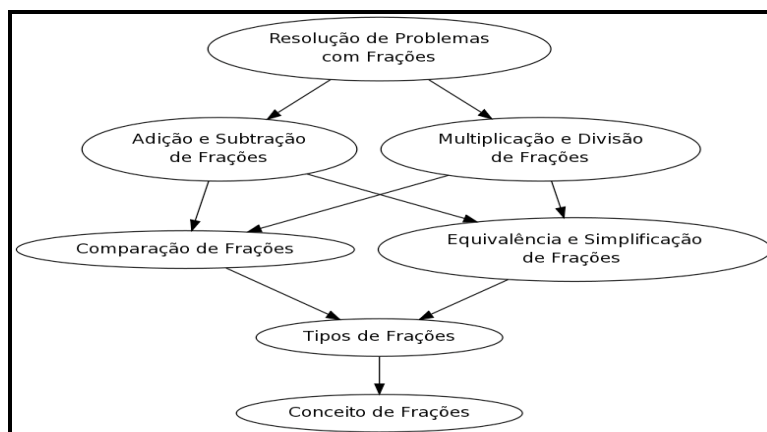 Resolução de Problemas
com Frações
Adição e Subtração
de Frações
Multiplicação e Divisão
de Frações
Comparação de Frações
Equivalência e Simplificação
de Frações
Tipos de Frações
Conceito de Frações